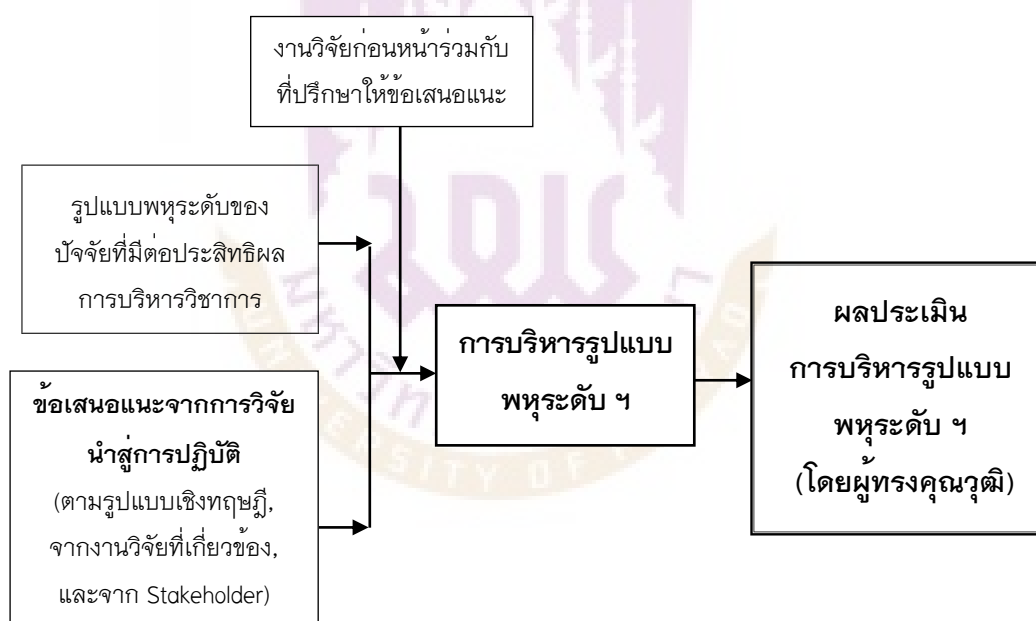 งานวิจัยก่อนหน้าร่วมกับ
ที่ปรึกษาให้ข้อเสนอแนะ
รูปแบบพหุระดับของ
ปัจจัยที่มีต่อประสิทธิผล
การบริหารวิชาการ
ข้อเสนอแนะจากการวิจัย
นำสู่การปฏิบัติ
(ตามรูปแบบเชิงทฤษฎี,
จากงานวิจัยที่เกี่ยวข้อง,
และจาก Stakeholder)
การบริหารรูปแบบ
พหุระดับ ฯ
ผลประเมิน
การบริหารรูปแบบ
พหุระดับ ฯ
(โดยผู้ทรงคุณวุฒิ)